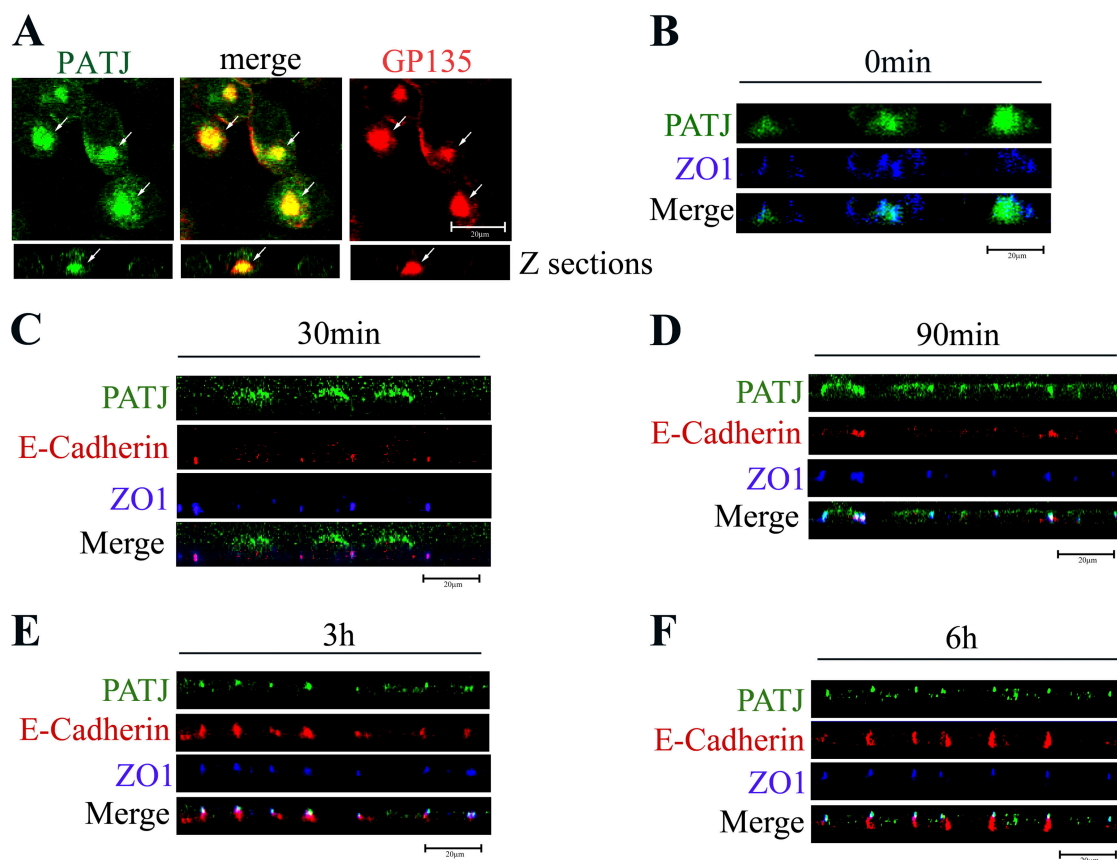 A
PATJ merge GP135
20μm
Z sections
B
0min
PATJ
ZO1
Merge
20μm
C
30min
PATJ
E-Cadherin
ZO1
Merge
20μm
D
90min
PATJ
E-Cadherin
ZO1
Merge
20μm
E
3h
PATJ
E-Cadherin
ZO1
Merge
20μm
F
6h
PATJ
E-Cadherin
ZO1
Merge
20μm